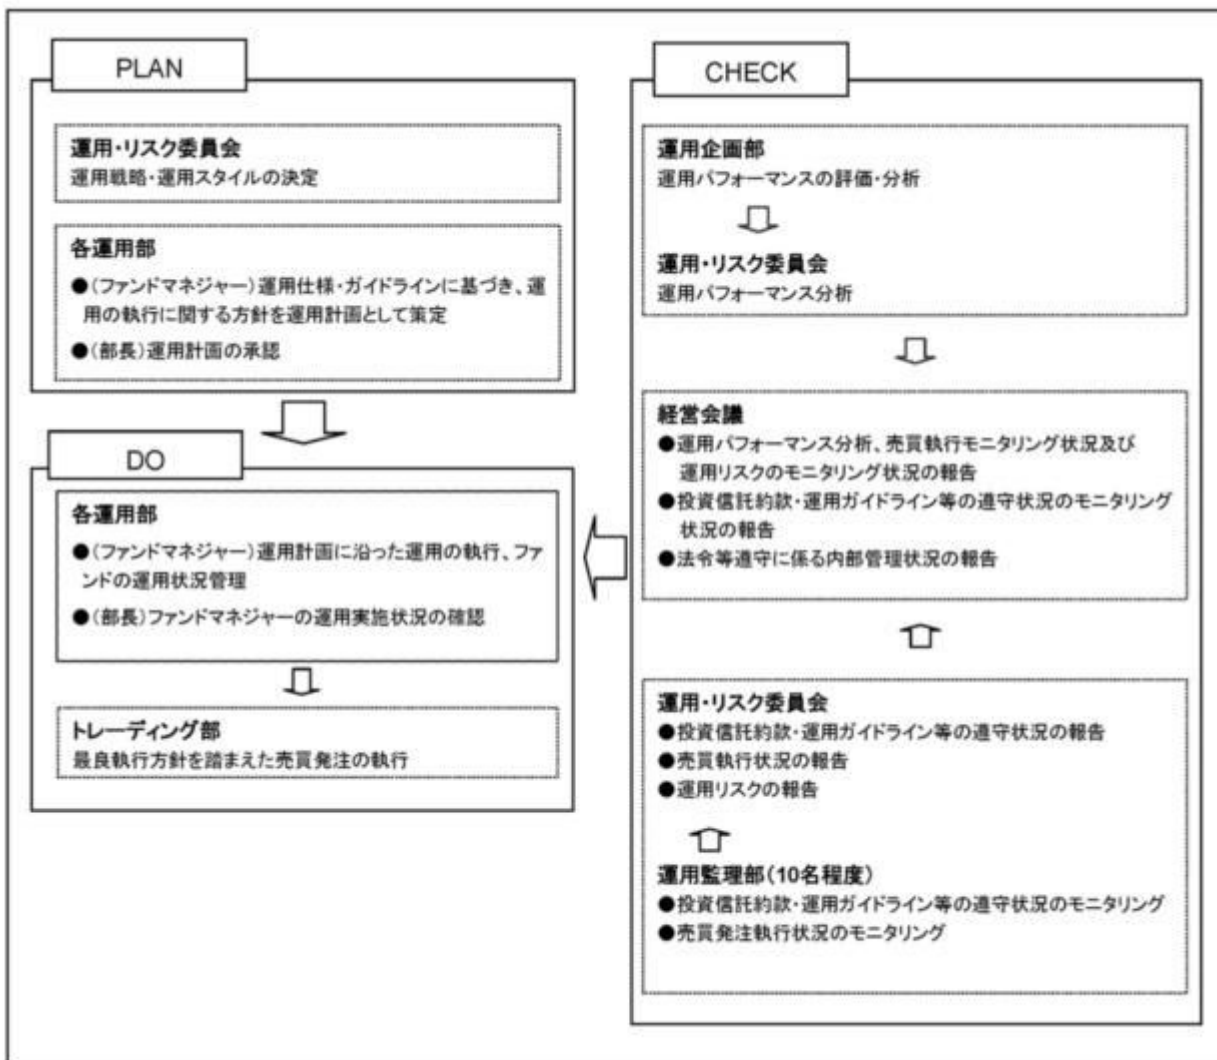 PLAN
運用・リスク委員会
運用戦略・運用スタイルの決定
各運用部
●(ファンドマネジャー)運用仕様・ガイドラインに基づき、運
用の執行に関する方針を運用計画として策定
●(部長)運用計画の承認
DO
各運用部
●(ファンドマネジャー)運用計画に沿った運用の執行、ファ
ンドの運用状況管理
●(部長)ファンドマネジャーの運用実施状況の確認
トレーディング部
最良執行方針を踏まえた売買発注の執行
CHECK
運用企画部
運用パフォーマンスの評価・分析
運用・リスク委員会
運用パフォーマンス分析
経営会議
●運用パフォーマンス分析、売買執行モニタリング状況及び
運用リスクのモニタリング状況の報告
●投資信託約款・運用ガイドライン等の遵守状況のモニタリング
状況の報告
●法令等遵守に係る内部管理状況の報告
運用・リスク委員会
●投資信託約款・運用ガイドライン等の遵守状況の報告
●売買執行状況の報告
●運用リスクの報告
運用監理部(10名程度)
●投資信託約款・運用ガイドライン等の遵守状況のモニタリング
●売買発注執行状況のモニタリング